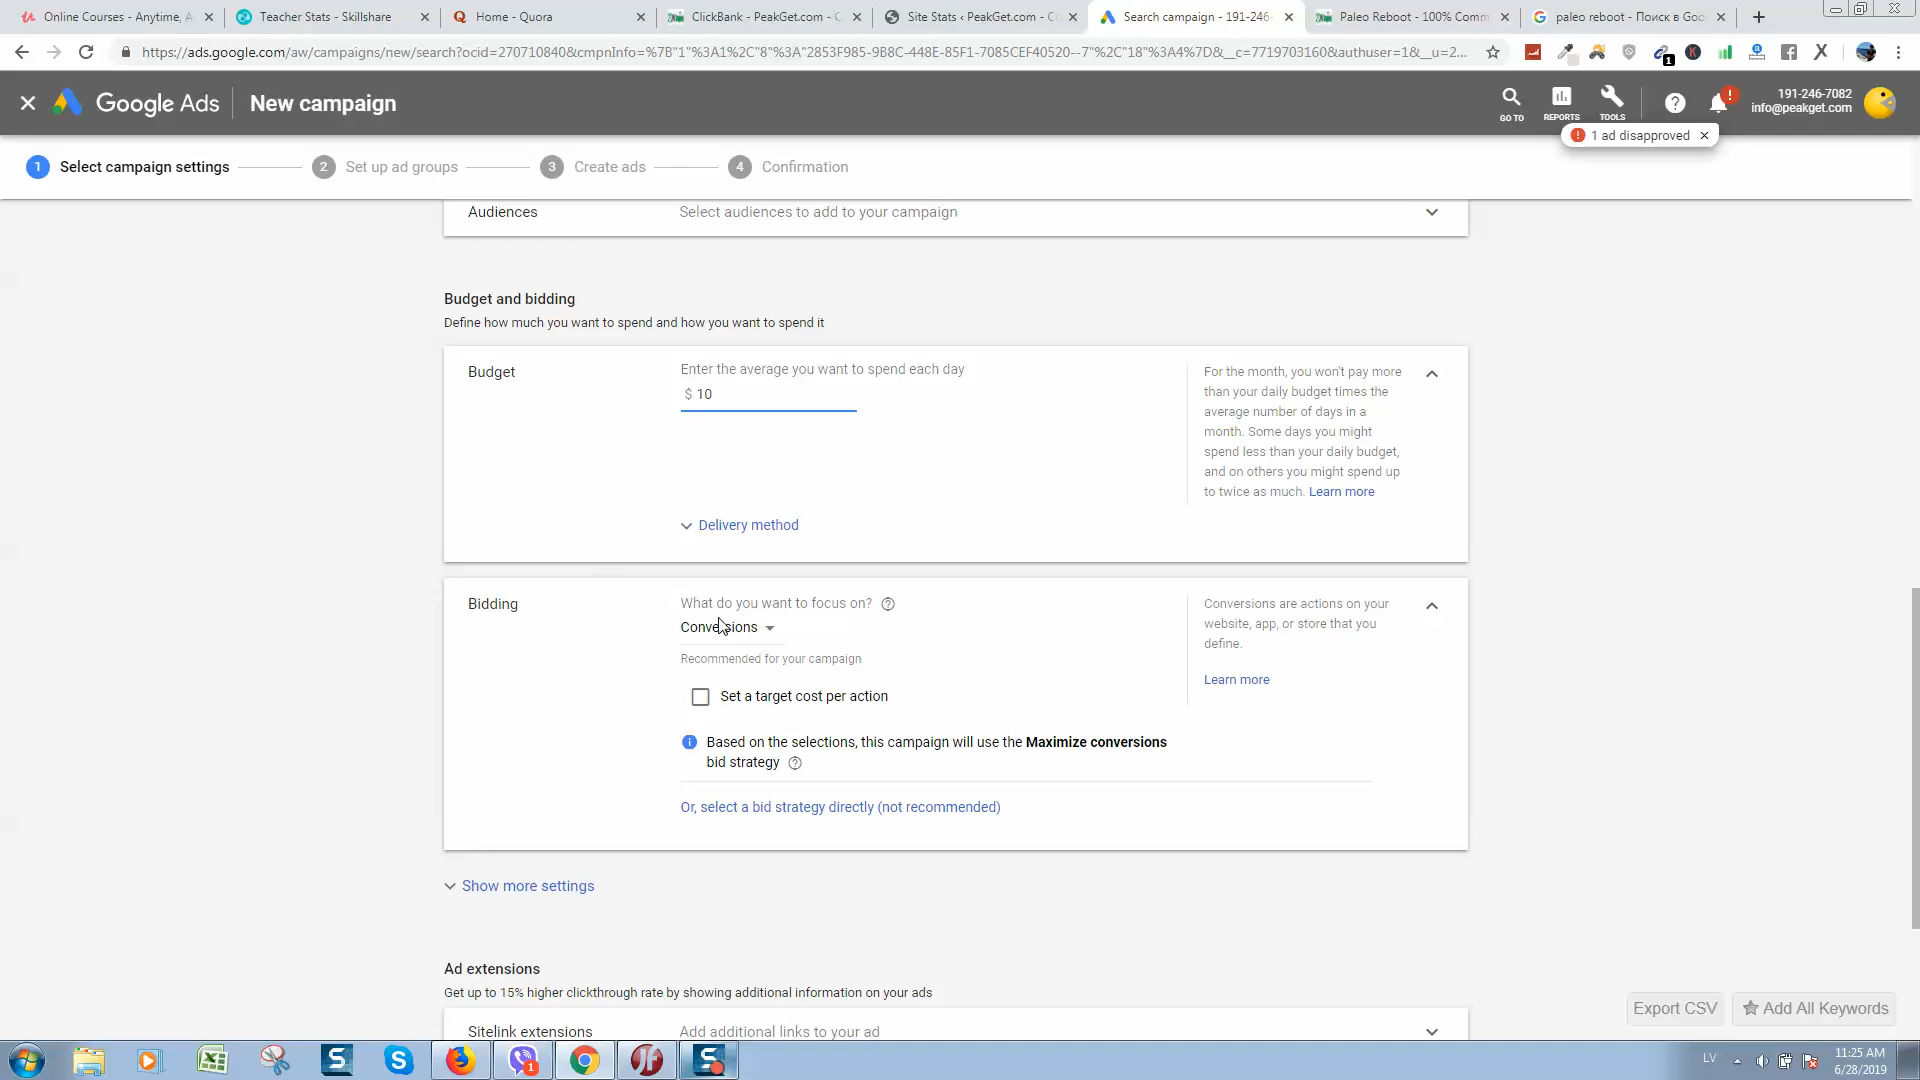 Online Courses - Anytime, A
Teacher Stats - Skillshare
Home - Quora
ClickBank - PeakGet.com - C
Site Stats ‹ PeakGet.com - C
Search campaign - 191-246-
Paleo Reboot - 100% Comm
paleo reboot - Поиск в Goo
https://ads.google.com/aw/campaigns/new/search?ocid=270710840&cmpnInfo=%7B"1"%3A1%2C"8"%3A"2853F985-9B8C-448E-85F1-7085CEF40520--7"%2C"18"%3A4%7D&__c=7719703160&authuser=1&__u=2...
1
Google Ads
New campaign
GO TO
REPORTS
TOOLS
191-246-7082
info@peakget.com
1 ad disapproved
1 Select campaign settings
2 Set up ad groups
3 Create ads
4 Confirmation
Audiences
Select audiences to add to your campaign
Budget and bidding
Define how much you want to spend and how you want to spend it
Budget
Enter the average you want to spend each day
$ 10
For the month, you won't pay more
than your daily budget times the
average number of days in a
month. Some days you might
spend less than your daily budget,
and on others you might spend up
to twice as much. Learn more
Delivery method
Bidding
What do you want to focus on?
Conversions
Recommended for your campaign
Set a target cost per action
Based on the selections, this campaign will use the Maximize conversions
bid strategy
Or, select a bid strategy directly (not recommended)
Conversions are actions on your
website, app, or store that you
define.
Learn more
Show more settings
Ad extensions
Get up to 15% higher clickthrough rate by showing additional information on your ads
Sitelink extensions
Add additional links to your ad
Export CSV
Add All Keywords
LV
11:25 AM
6/28/2019